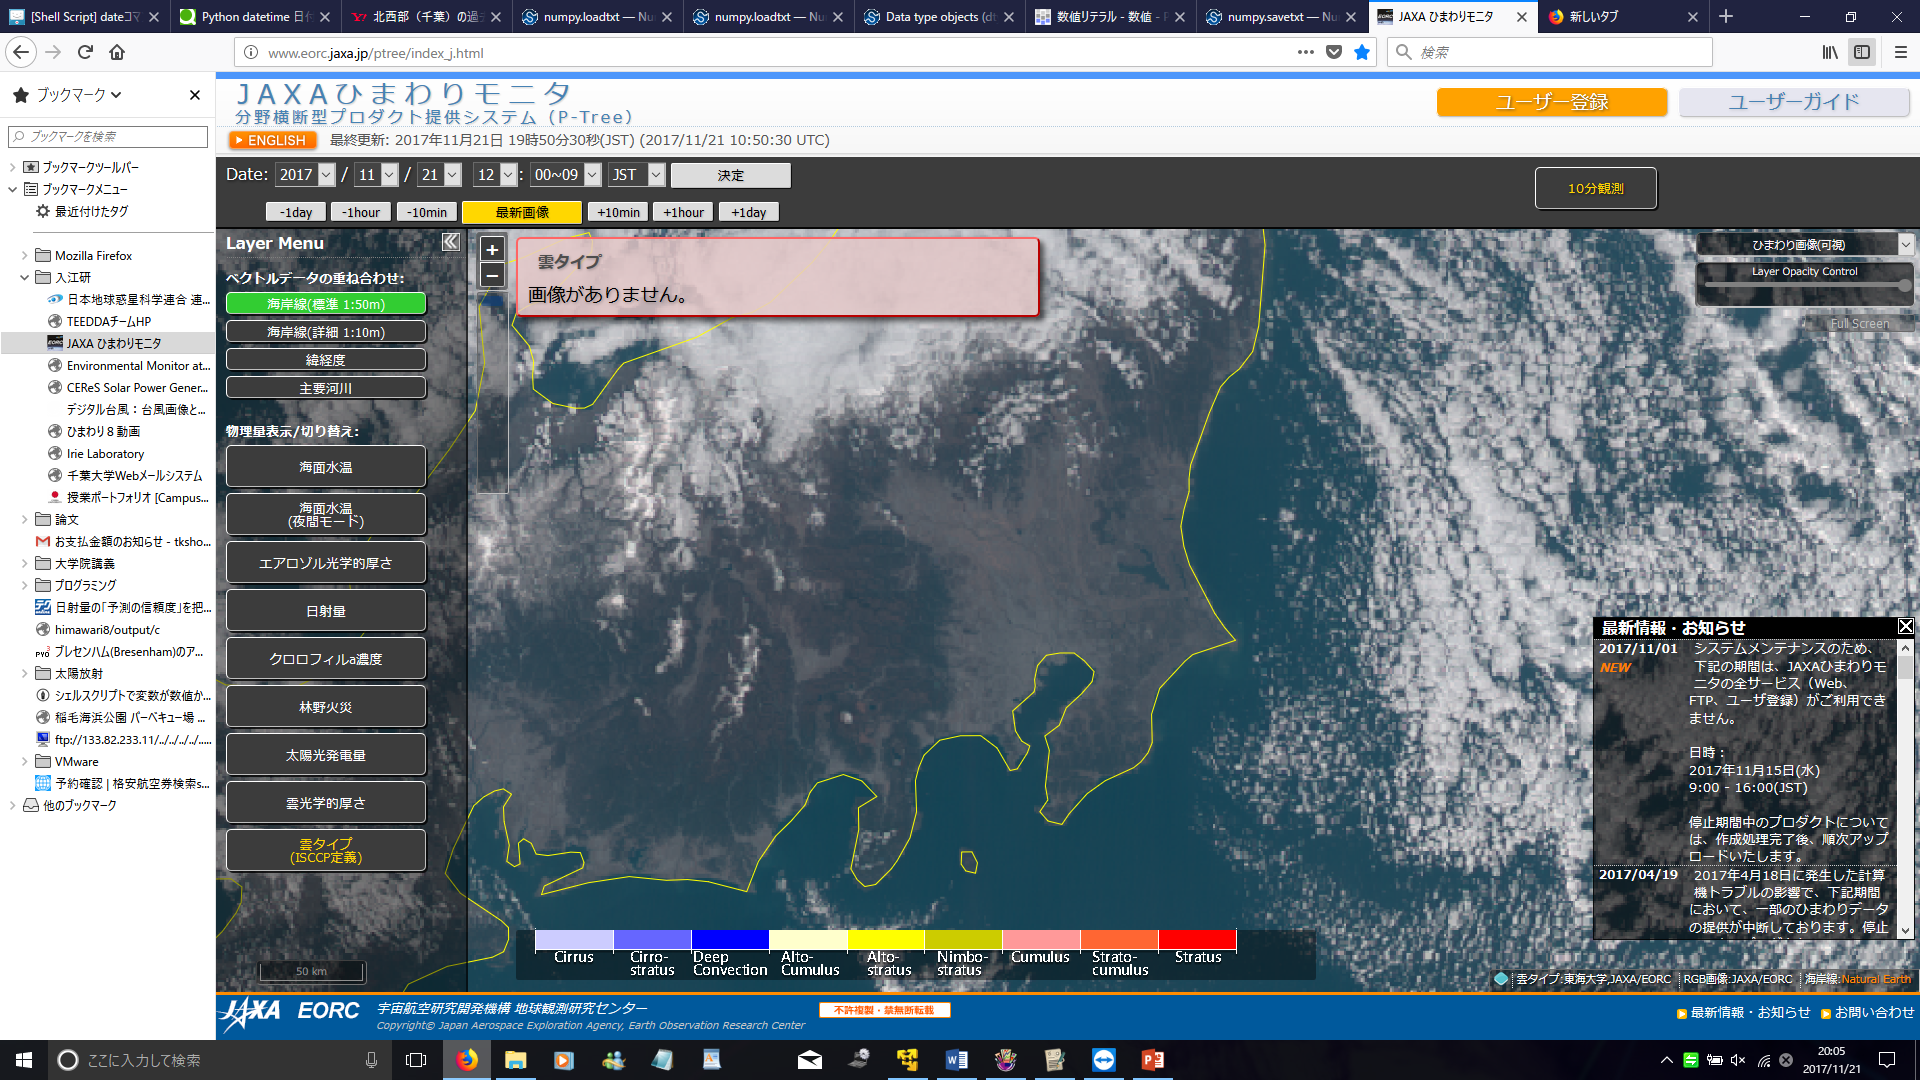 [Shell Script] dateコマ
Python datetime 日付
北西部（千葉）の過去
numpy.loadtxt — Nu
numpy.loadtxt — Nu
Data type objects (dt
数値リテラル - 数値 - P
numpy.savetxt — Nu
JAXA ひまわりモニタ
新しいタブ
www.eorc.jaxa.jp/ptree/index_j.html
検索
ブックマーク
ブックマークを検索
ブックマークツールバー
ブックマークメニュー
最近付けたタグ
Mozilla Firefox
入江研
日本地球惑星科学連合 連...
TEEDDAチームHP
JAXA ひまわりモニタ
Environmental Monitor at...
CEReS Solar Power Gener...
デジタル台風：台風画像と...
ひまわり８動画
Irie Laboratory
千葉大学Webメールシステム
授業ポートフォリオ [Campus...
論文
お支払金額のお知らせ - tksho...
大学院講義
プログラミング
日射量の「予測の信頼度」を把...
himawari8/output/c
ブレセンハム(Bresenham)のア...
太陽放射
シェルスクリプトで変数が数値か...
稲毛海浜公園 バーベキュー場 ...
ftp://133.82.233.11/../../../../.....
VMware
予約確認 | 格安航空券検索s...
他のブックマーク
JAXAひまわりモニタ
分野横断型プロダクト提供システム（P-Tree）
ユーザー登録
ユーザーガイド
ENGLISH
最終更新: 2017年11月21日 19時50分30秒(JST) (2017/11/21 10:50:30 UTC)
Date: 2017 / 11 / 21 12 : 00~09 JST 決定
10分観測
-1day -1hour -10min 最新画像 +10min +1hour +1day
Layer Menu
ベクトルデータの重ね合わせ:
海岸線(標準 1:50m)
海岸線(詳細 1:10m)
緯経度
主要河川
物理量表示/切り替え:
海面水温
海面水温
(夜間モード)
エアロゾル光学的厚さ
日射量
クロロフィルa濃度
林野火災
太陽光発電量
雲光学的厚さ
雲タイプ
(ISCCP定義)
50 km
+
−
雲タイプ
画像がありません。
ひまわり画像(可視)
Layer Opacity Control
Full Screen
最新情報・お知らせ
2017/11/01 システムメンテナンスのため、
NEW 下記の期間は、JAXAひまわりモ
ニタの全サービス（Web、
FTP、ユーザ登録）がご利用でき
ません。
日時：
2017年11月15日(水)
9:00 - 16:00(JST)
停止期間中のプロダクトについて
は、作成処理完了後、順次アップ
ロードいたします。
2017/04/19 2017年4月18日に発生した計算
機トラブルの影響で、下記期間
において、一部のひまわりデータ
の提供が中断しております。停止
Cirrus
Cirro-
stratus
Deep
Convection
Alto-
Cumulus
Alto-
stratus
Nimbo-
stratus
Cumulus
Strato-
cumulus
Stratus
雲タイプ:東海大学,JAXA/EORC RGB画像:JAXA/EORC 海岸線:Natural Earth
JAXA EORC
宇宙航空研究開発機構 地球観測研究センター
Copyright© Japan Aerospace Exploration Agency, Earth Observation Research Center
不許複製・禁無断転載
最新情報・お知らせ
お問い合わせ
ここに入力して検索
20:05
2017/11/21